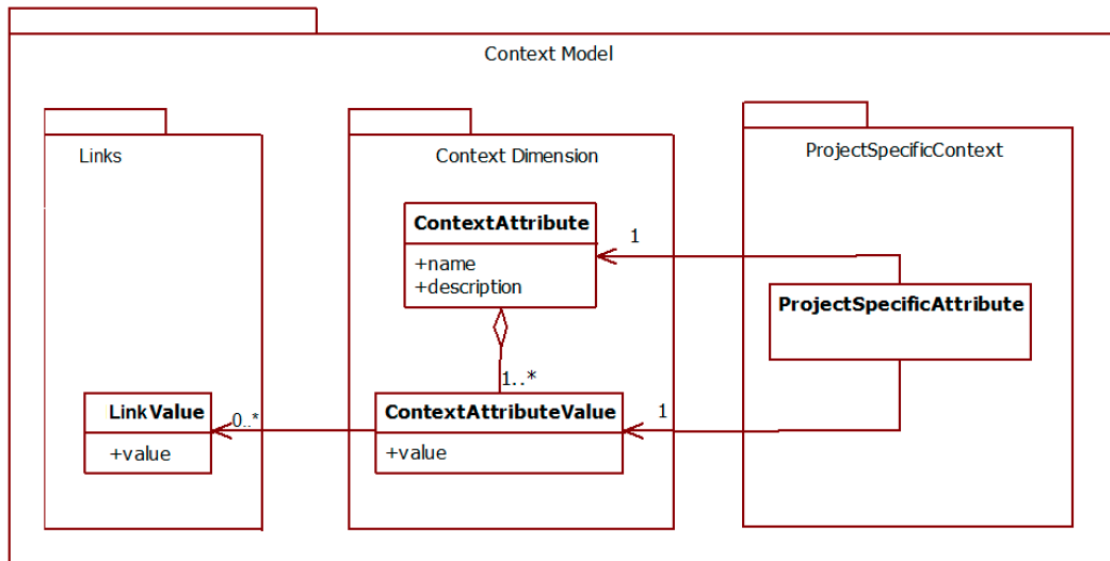 Context Model
Links
Context Dimension
ProjectSpecificContext
ContextAttribute
+name
+description
1
ProjectSpecificAttribute
1..*
LinkValue
+value
0..*
ContextAttributeValue
+value
1